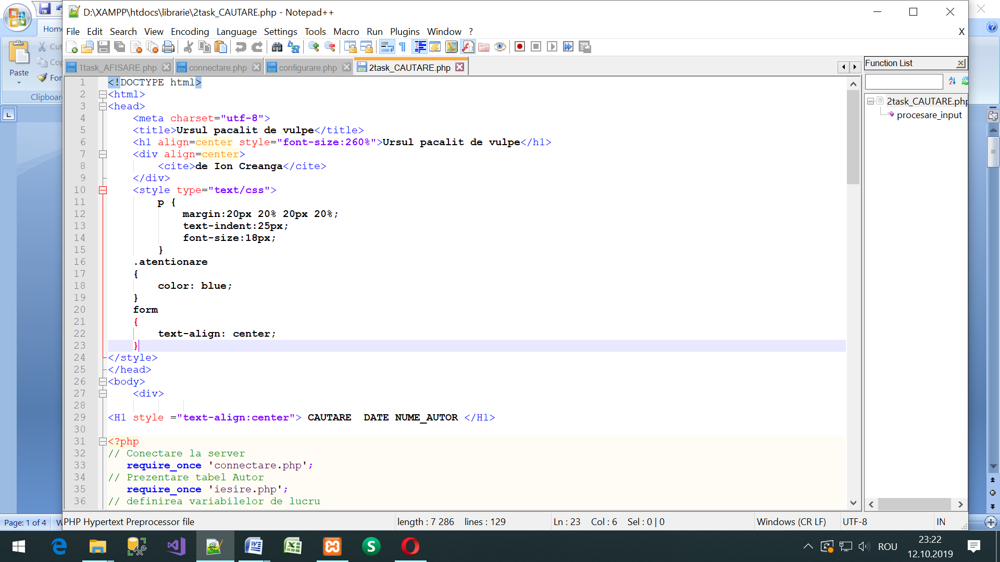 D:\XAMPP\htdocs\librarie\2task_CAUTARE.php - Notepad++
Home
File Edit Search View Encoding Language Settings Tools Macro Run Plugins Window ?
X
Paste
Clipboar
1task_AFISARE.php connectare.php configurare.php 2task_CAUTARE.php
Function List
2task_CAUTARE.php
procesare_input
1 <!DOCTYPE html>
2 <html>
3 <head>
4 <meta charset="utf-8">
5 <title>Ursul pacalit de vulpe</title>
6 <h1 align=center style="font-size:260%">Ursul pacalit de vulpe</h1>
7 <div align=center>
8 <cite>de Ion Creanga</cite>
9 </div>
10 <style type="text/css">
11 p {
12 margin:20px 20% 20px 20%;
13 text-indent:25px;
14 font-size:18px;
15 }
16 .atentionare
17 {
18 color: blue;
19 }
20 form
21 {
22 text-align: center;
23 }
24 </style>
25 </head>
26 <body>
27 <div>
28
29 <H1 style ="text-align:center"> CAUTARE  DATE NUME_AUTOR </H1>
30
31 <?php
32 // Conectare la server
33 require_once 'connectare.php';
34 // Prezentare tabel Autor
35 require_once 'iesire.php';
36 // definirea variabilelor de lucru
Page: 1 of 4
PHP Hypertext Preprocessor file length : 7 286 lines : 129 Ln : 23 Col : 6 Sel : 0 | 0 Windows (CR LF) UTF-8 IN
ROU
23:22
12.10.2019